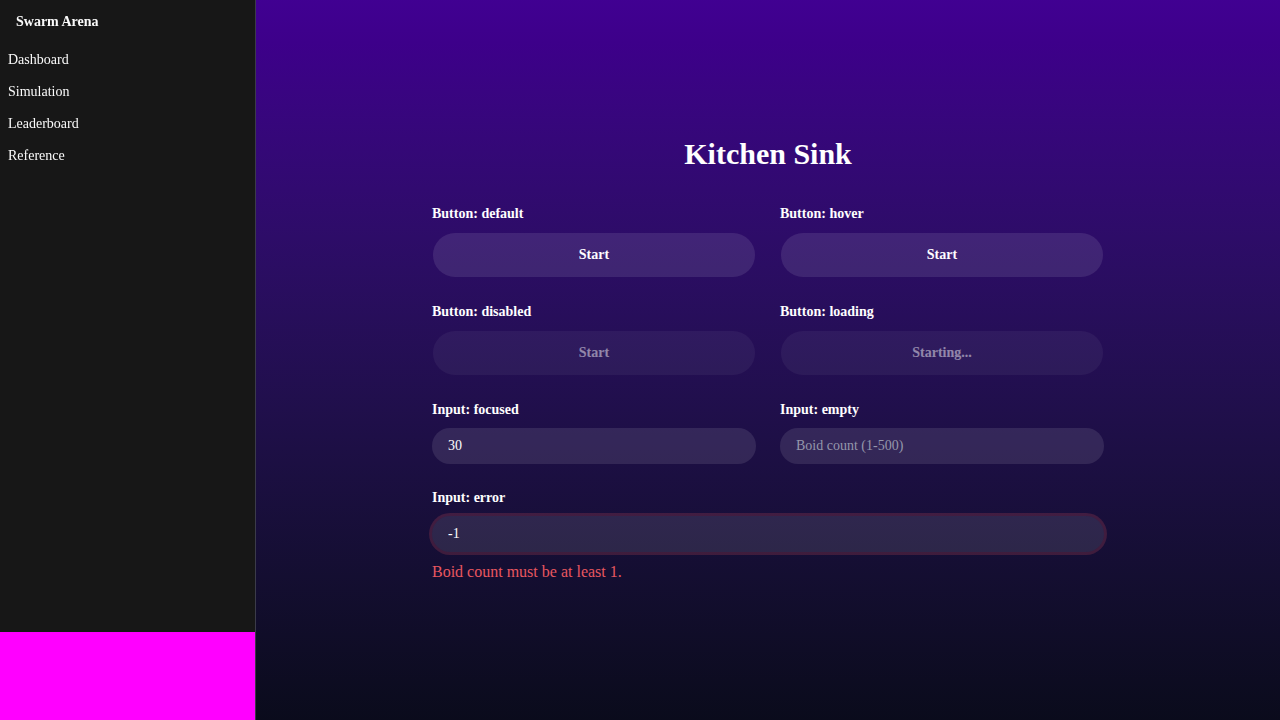 Swarm Arena
Dashboard
Simulation
Leaderboard
Reference
Kitchen Sink
Button: default
Button: hover
Start
Start
Button: disabled
Button: loading
Start
Starting...
Input: focused
Input: empty
30
Boid count (1-500)
Input: error
-1
Boid count must be at least 1.